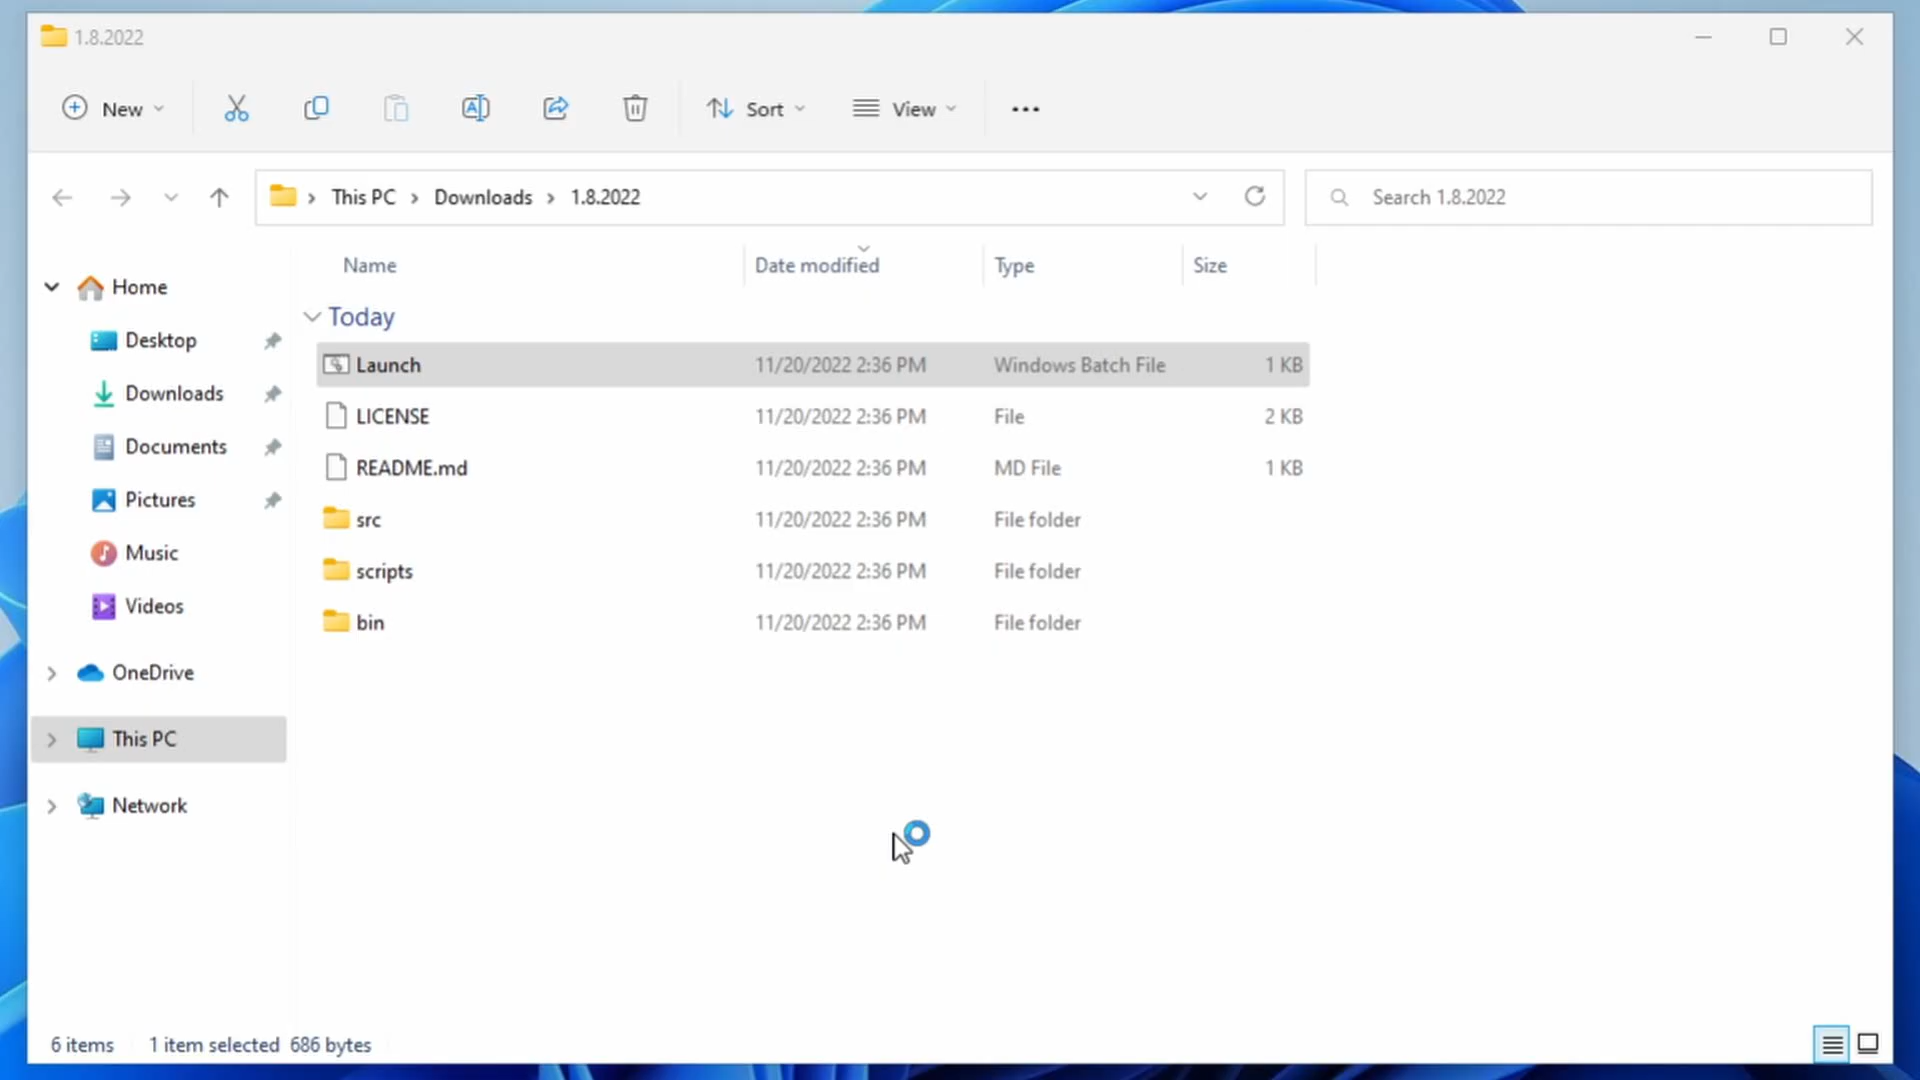 1.8.2022
New
Sort
View
This PC
Downloads
1.8.2022
Search 1.8.2022
Name
Date modified
Type
Size
Home
Desktop
Downloads
Documents
Pictures
Music
Videos
OneDrive
This PC
Network
Today
Launch 11/20/2022 2:36 PM Windows Batch File 1 KB
LICENSE 11/20/2022 2:36 PM File 2 KB
README.md 11/20/2022 2:36 PM MD File 1 KB
src 11/20/2022 2:36 PM File folder
scripts 11/20/2022 2:36 PM File folder
bin 11/20/2022 2:36 PM File folder
6 items 1 item selected 686 bytes